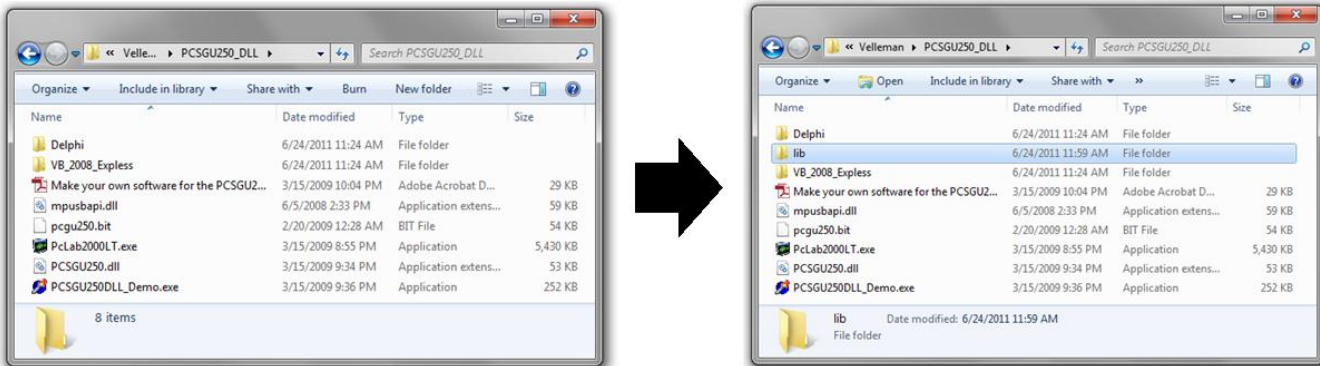 « Velle... ▸ PCSGU250_DLL ▸ Search PCSGU250_DLL
Organize Include in library Share with Burn New folder
Name Date modified Type Size
Delphi 6/24/2011 11:24 AM File folder
VB_2008_Expless 6/24/2011 11:24 AM File folder
Make your own software for the PCSGU2... 3/15/2009 10:04 PM Adobe Acrobat D... 29 KB
mpusbapi.dll 6/5/2008 2:33 PM Application extens... 59 KB
pcgu250.bit 2/20/2009 12:28 AM BIT File 54 KB
PcLab2000LT.exe 3/15/2009 8:55 PM Application 5,430 KB
PCSGU250.dll 3/15/2009 9:34 PM Application extens... 53 KB
PCSGU250DLL_Demo.exe 3/15/2009 9:36 PM Application 252 KB
8 items
« Velleman ▸ PCSGU250_DLL ▸ Search PCSGU250_DLL
Organize Open Include in library Share with »
Name Date modified Type Size
Delphi 6/24/2011 11:24 AM File folder
lib 6/24/2011 11:59 AM File folder
VB_2008_Expless 6/24/2011 11:24 AM File folder
Make your own software for the PCSGU2... 3/15/2009 10:04 PM Adobe Acrobat D... 29 KB
mpusbapi.dll 6/5/2008 2:33 PM Application extens... 59 KB
pcgu250.bit 2/20/2009 12:28 AM BIT File 54 KB
PcLab2000LT.exe 3/15/2009 8:55 PM Application 5,430 KB
PCSGU250.dll 3/15/2009 9:34 PM Application extens... 53 KB
PCSGU250DLL_Demo.exe 3/15/2009 9:36 PM Application 252 KB
lib Date modified: 6/24/2011 11:59 AM
File folder